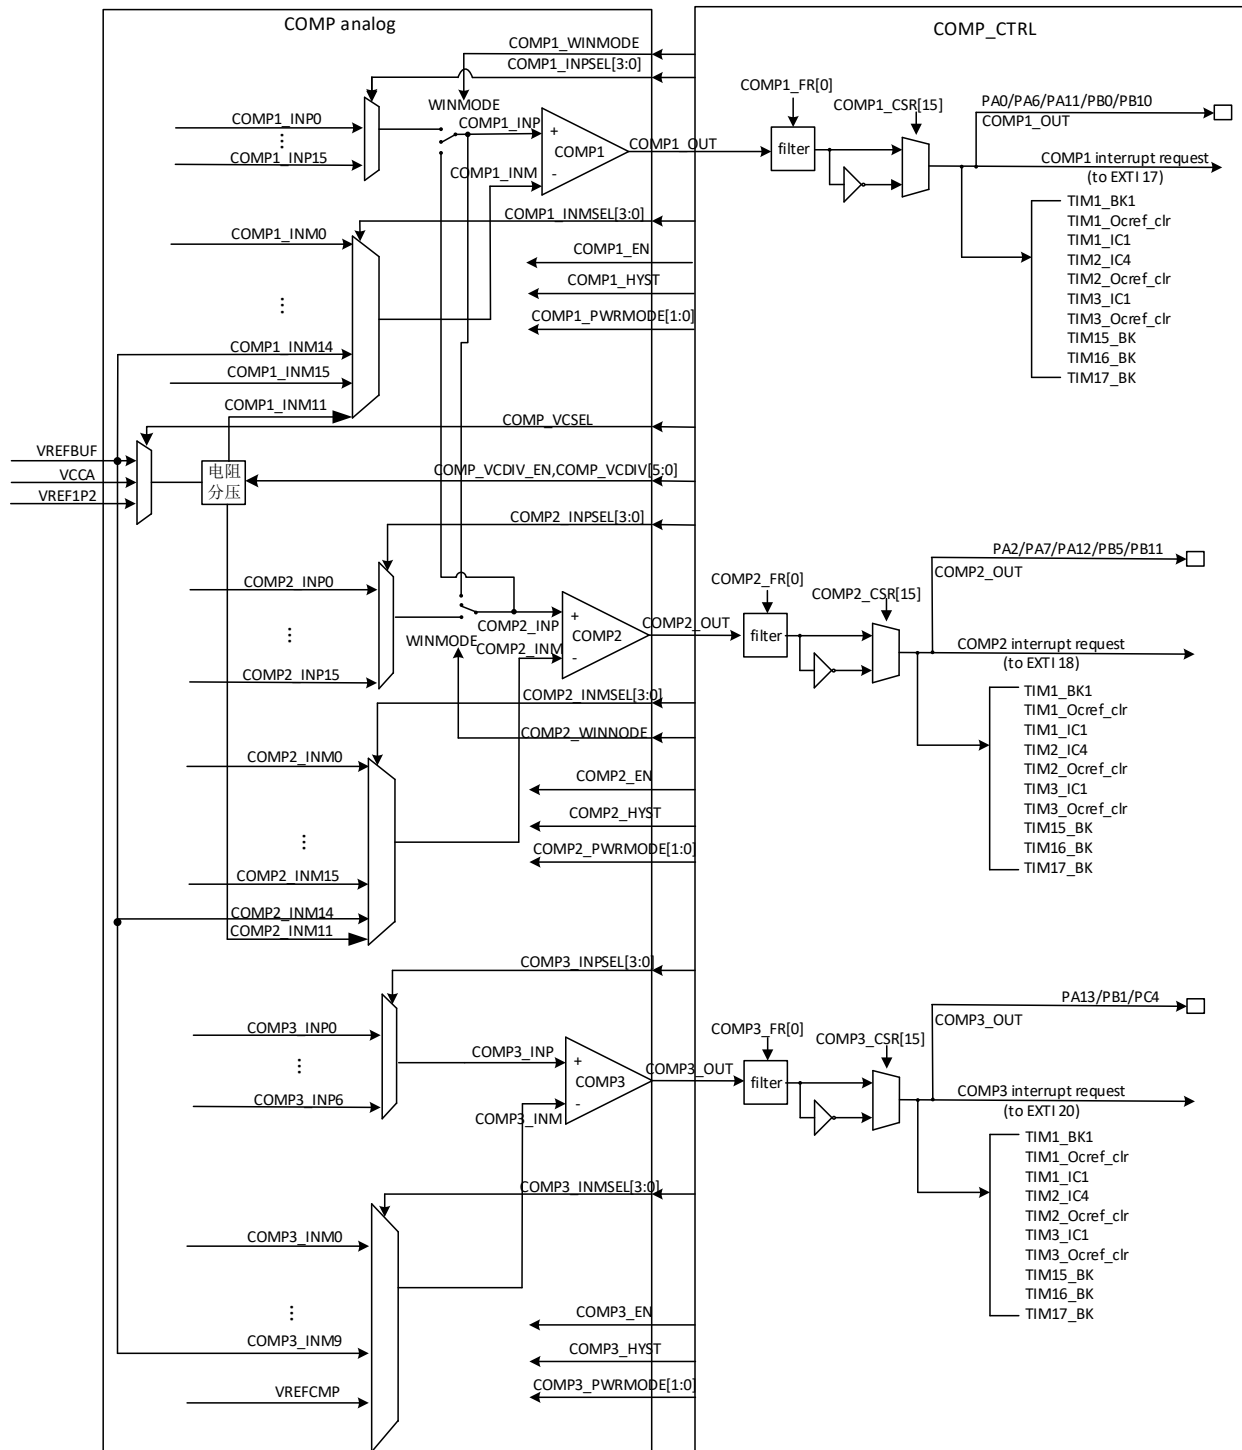 COMP analog
COMP_CTRL
COMP1_WINMODE
COMP1_INPSEL[3:0]
WINMODE
COMP1_INP0
COMP1_INP15
COMP1_INP
COMP1_INM
+
COMP1
-
COMP1_OUT
COMP1_FR[0]
filter
COMP1_CSR[15]
PA0/PA6/PA11/PB0/PB10
COMP1_OUT
COMP1 interrupt request
(to EXTI 17)
TIM1_BK1
TIM1_Ocref_clr
TIM1_IC1
TIM2_IC4
TIM2_Ocref_clr
TIM3_IC1
TIM3_Ocref_clr
TIM15_BK
TIM16_BK
TIM17_BK
COMP1_INMSEL[3:0]
COMP1_INM0
COMP1_EN
COMP1_HYST
COMP1_PWRMODE[1:0]
COMP1_INM14
COMP1_INM15
COMP1_INM11
COMP_VCSEL
VREFBUF
VCCA
VREF1P2
电阻
分压
COMP_VCDIV_EN,COMP_VCDIV[5:0]
COMP2_INPSEL[3:0]
COMP2_INP0
COMP2_INP15
WINMODE
COMP2_INP
COMP2_INM
+
COMP2
-
COMP2_OUT
COMP2_FR[0]
filter
COMP2_CSR[15]
PA2/PA7/PA12/PB5/PB11
COMP2_OUT
COMP2 interrupt request
(to EXTI 18)
TIM1_BK1
TIM1_Ocref_clr
TIM1_IC1
TIM2_IC4
TIM2_Ocref_clr
TIM3_IC1
TIM3_Ocref_clr
TIM15_BK
TIM16_BK
TIM17_BK
COMP2_INMSEL[3:0]
COMP2_WINNODE
COMP2_INM0
COMP2_EN
COMP2_HYST
COMP2_PWRMODE[1:0]
COMP2_INM15
COMP2_INM14
COMP2_INM11
COMP3_INPSEL[3:0]
COMP3_INP0
COMP3_INP6
COMP3_INP
COMP3_INM
+
COMP3
-
COMP3_OUT
COMP3_FR[0]
filter
COMP3_CSR[15]
PA13/PB1/PC4
COMP3_OUT
COMP3 interrupt request
(to EXTI 20)
TIM1_BK1
TIM1_Ocref_clr
TIM1_IC1
TIM2_IC4
TIM2_Ocref_clr
TIM3_IC1
TIM3_Ocref_clr
TIM15_BK
TIM16_BK
TIM17_BK
COMP3_INMSEL[3:0]
COMP3_INM0
COMP3_EN
COMP3_HYST
COMP3_PWRMODE[1:0]
COMP3_INM9
VREFCMP